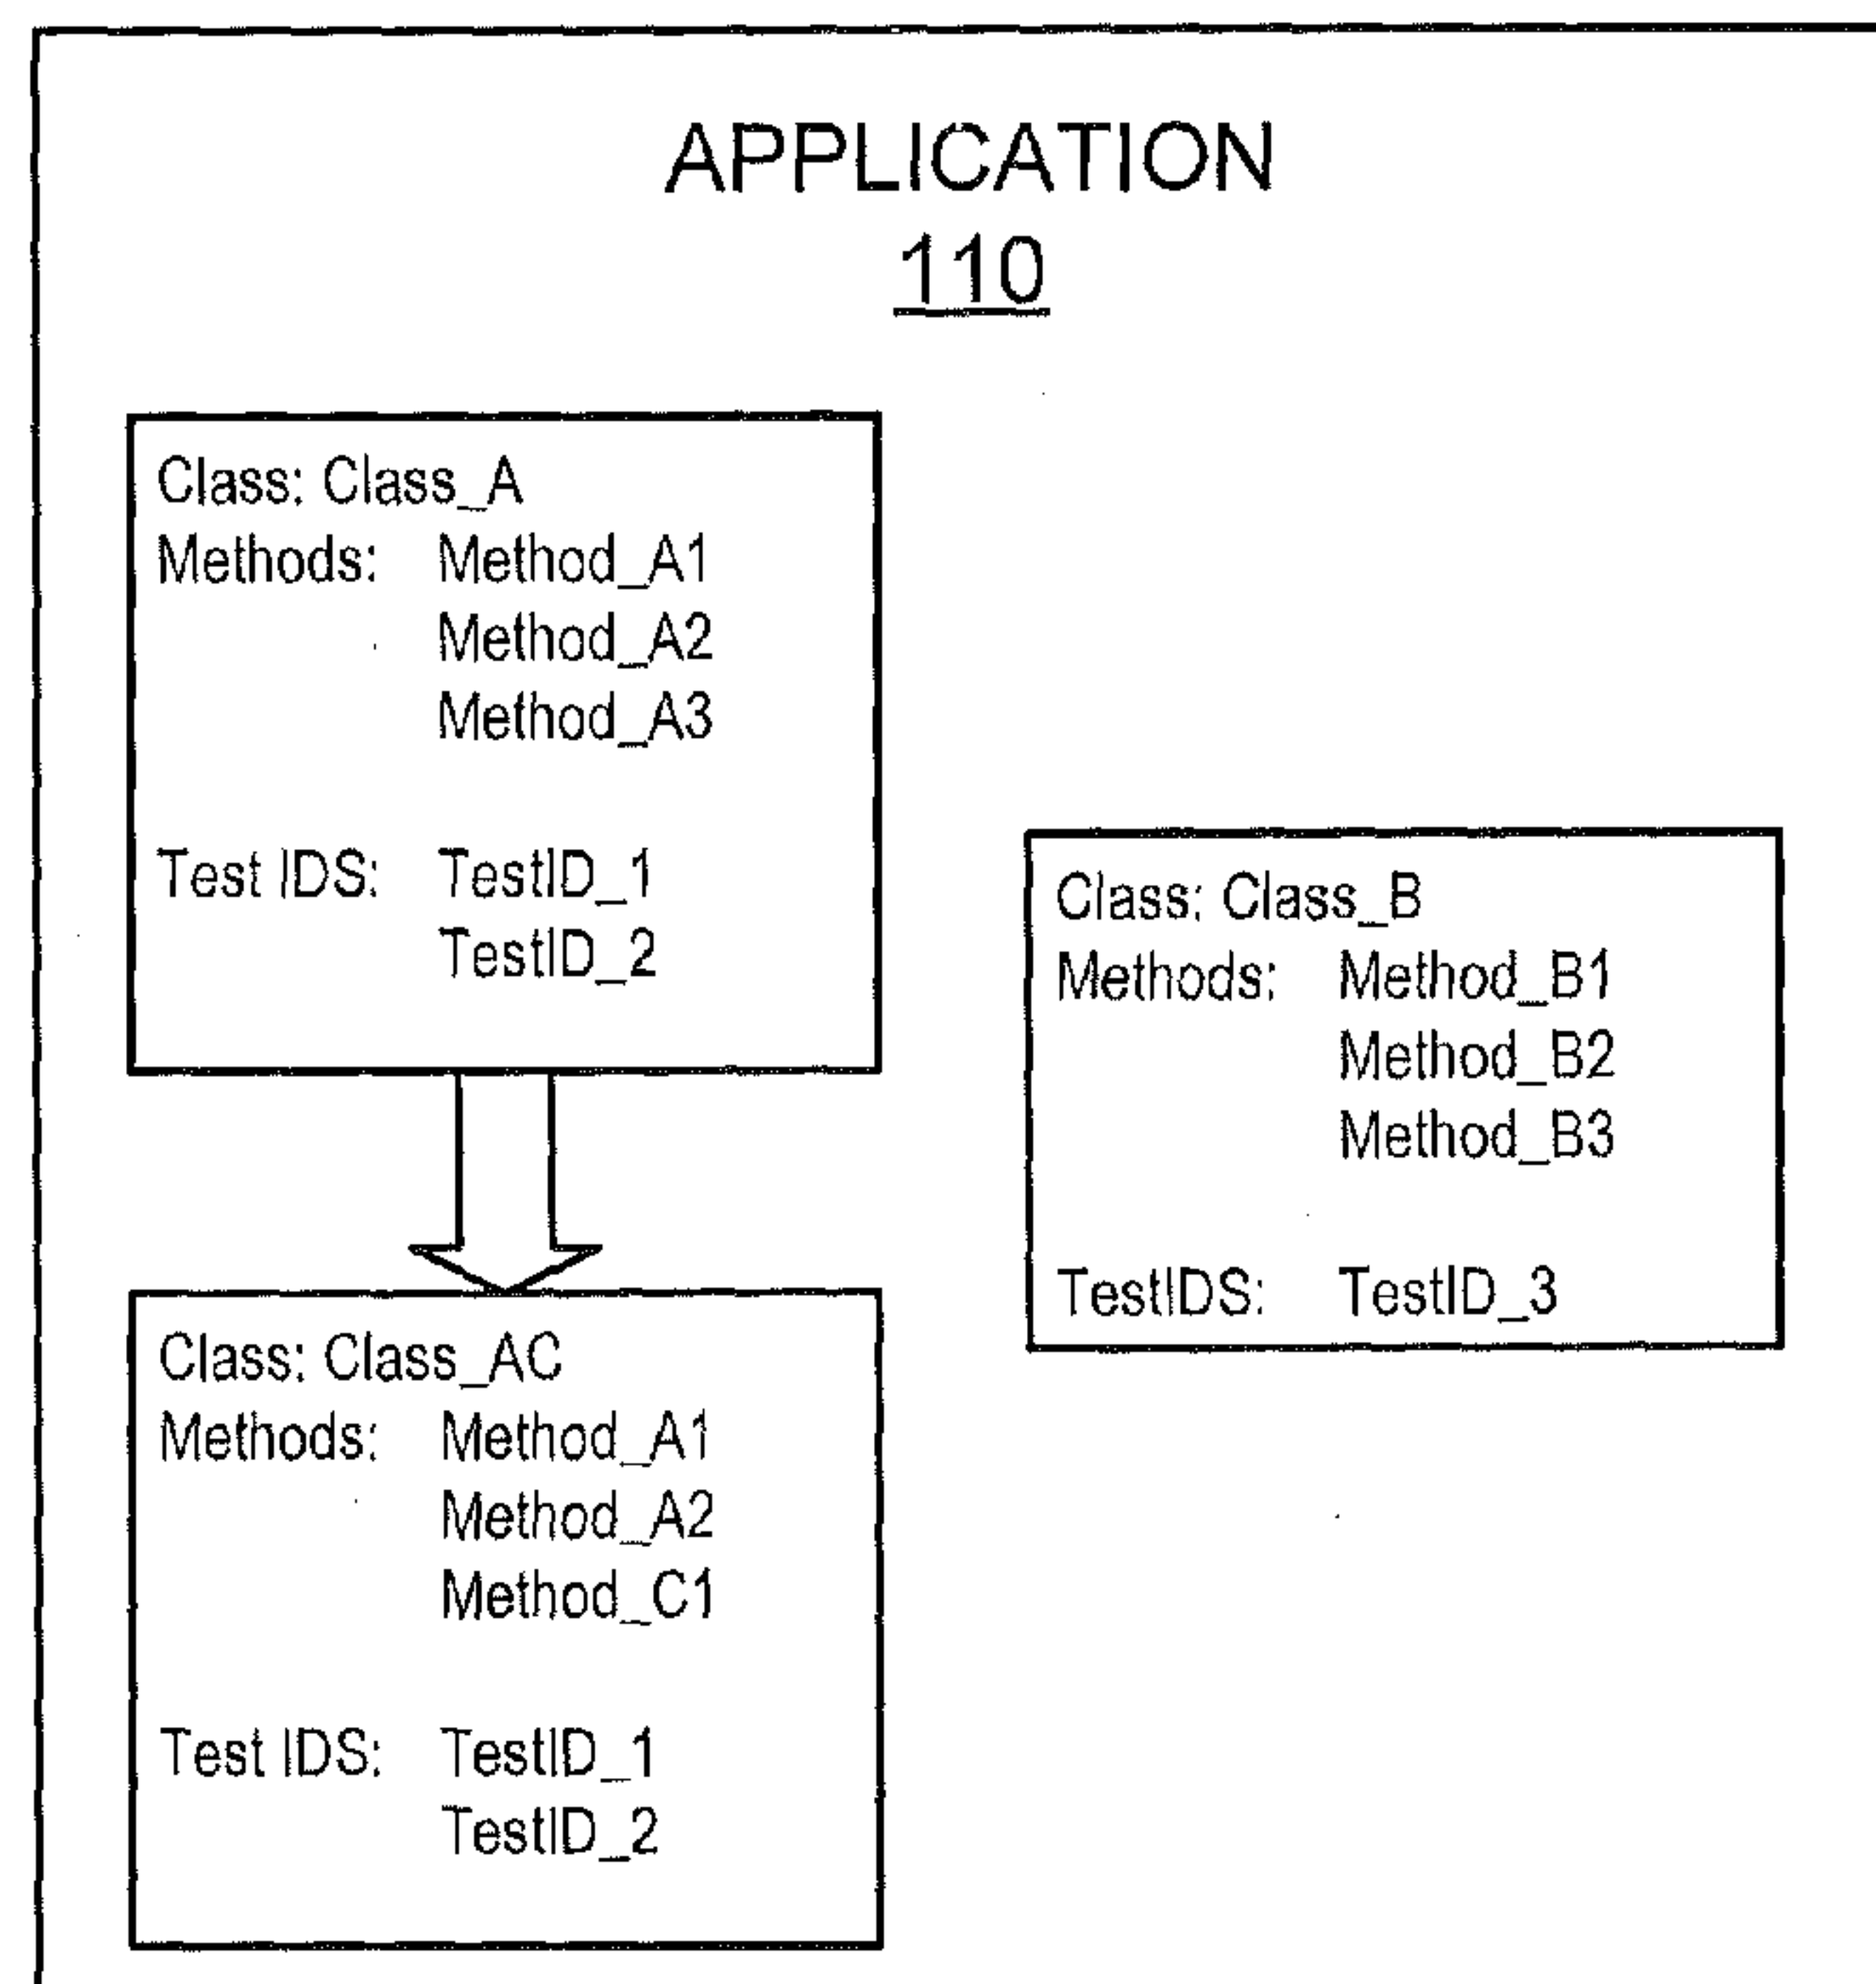 APPLICATION
110
Class: Class_A
Methods: Method_A1
Method_A2
Method_A3
Test IDS: TestID_1
TestID_2
Class: Class_B
Methods: Method_B1
Method_B2
Method_B3
TestIDS: TestID_3
Class: Class_AC
Methods: Method_A1
Method_A2
Method_C1
Test IDS: TestID_1
TestID_2